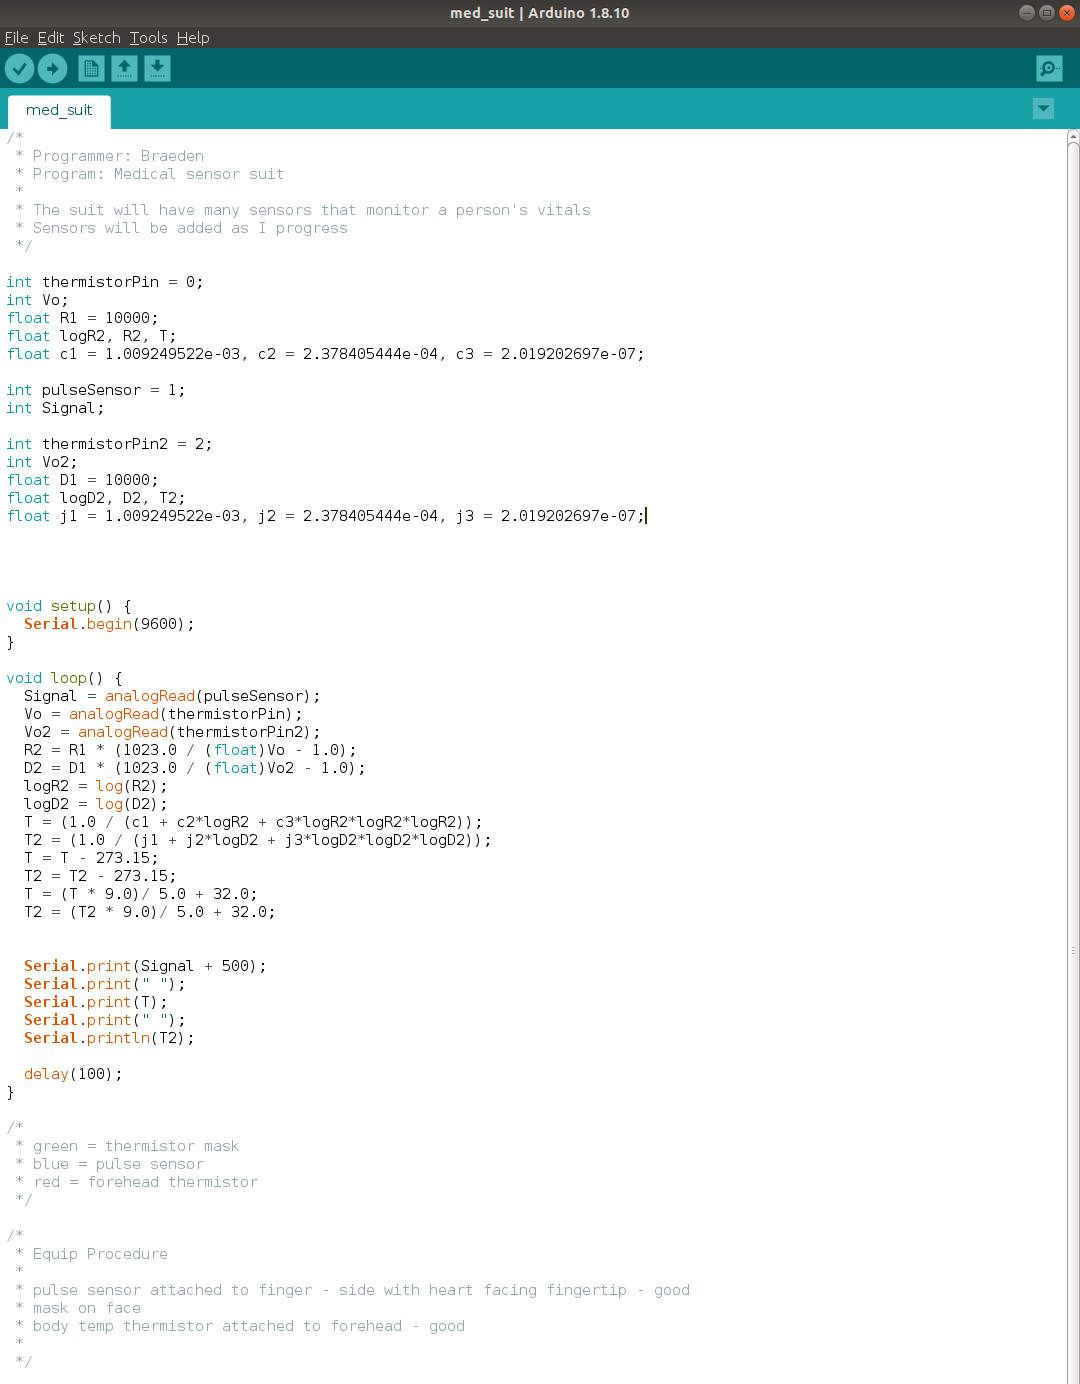 med_suit | Arduino 1.8.10
File Edit Sketch Tools Help
med_suit
/*
 * Programmer: Braeden
 * Program: Medical sensor suit
 *
 * The suit will have many sensors that monitor a person's vitals
 * Sensors will be added as I progress
 */
int thermistorPin = 0;
int Vo;
float R1 = 10000;
float logR2, R2, T;
float c1 = 1.009249522e-03, c2 = 2.378405444e-04, c3 = 2.019202697e-07;
int pulseSensor = 1;
int Signal;
int thermistorPin2 = 2;
int Vo2;
float D1 = 10000;
float logD2, D2, T2;
float j1 = 1.009249522e-03, j2 = 2.378405444e-04, j3 = 2.019202697e-07;
void setup() {
  Serial.begin(9600);
}
void loop() {
  Signal = analogRead(pulseSensor);
  Vo = analogRead(thermistorPin);
  Vo2 = analogRead(thermistorPin2);
  R2 = R1 * (1023.0 / (float)Vo - 1.0);
  D2 = D1 * (1023.0 / (float)Vo2 - 1.0);
  logR2 = log(R2);
  logD2 = log(D2);
  T = (1.0 / (c1 + c2*logR2 + c3*logR2*logR2*logR2));
  T2 = (1.0 / (j1 + j2*logD2 + j3*logD2*logD2*logD2));
  T = T - 273.15;
  T2 = T2 - 273.15;
  T = (T * 9.0)/ 5.0 + 32.0;
  T2 = (T2 * 9.0)/ 5.0 + 32.0;
  Serial.print(Signal + 500);
  Serial.print(" ");
  Serial.print(T);
  Serial.print(" ");
  Serial.println(T2);
  delay(100);
}
/*
 * green = thermistor mask
 * blue = pulse sensor
 * red = forehead thermistor
 */
/*
 * Equip Procedure
 *
 * pulse sensor attached to finger - side with heart facing fingertip - good
 * mask on face
 * body temp thermistor attached to forehead - good
 *
 */